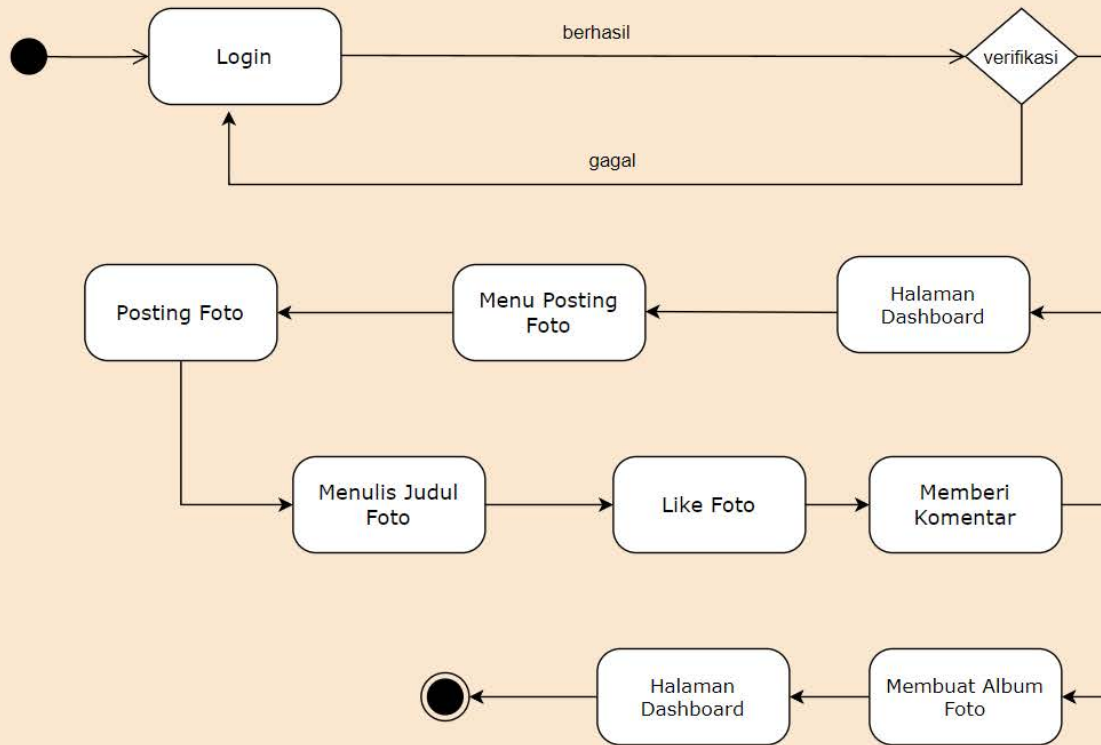 Login
berhasil
verifikasi
gagal
Halaman
Dashboard
Menu Posting
Foto
Posting Foto
Menulis Judul
Foto
Like Foto
Memberi
Komentar
Membuat Album
Foto
Halaman
Dashboard